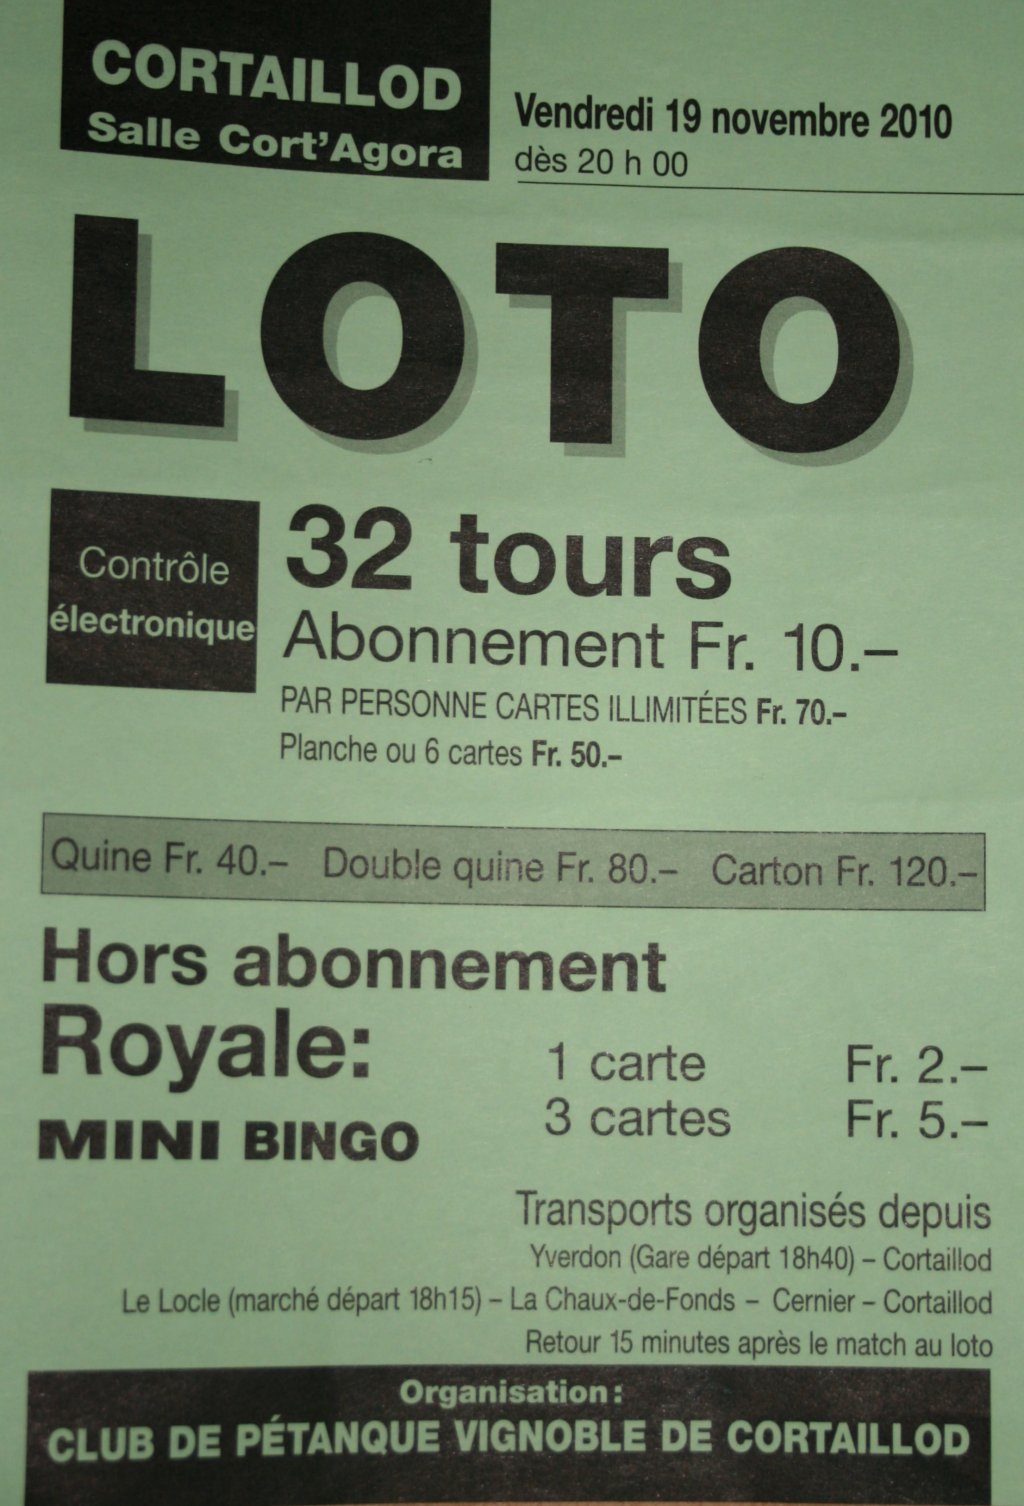 CORTAILLOD
Salle Cort'Agora
Vendredi 19 novembre 2010
dès 20 h 00
LOTO
Contrôle
électronique
32 tours
Abonnement Fr. 10.–
PAR PERSONNE CARTES ILLIMITÉES Fr. 70.–
Planche ou 6 cartes Fr. 50.–
Quine Fr. 40.– Double quine Fr. 80.– Carton Fr. 120.–
Hors abonnement
Royale:
MINI BINGO
1 carte Fr. 2.–
3 cartes Fr. 5.–
Transports organisés depuis
Yverdon (Gare départ 18h40) – Cortaillod
Le Locle (marché départ 18h15) – La Chaux-de-Fonds – Cernier – Cortaillod
Retour 15 minutes après le match au loto
Organisation:
CLUB DE PÉTANQUE VIGNOBLE DE CORTAILLOD